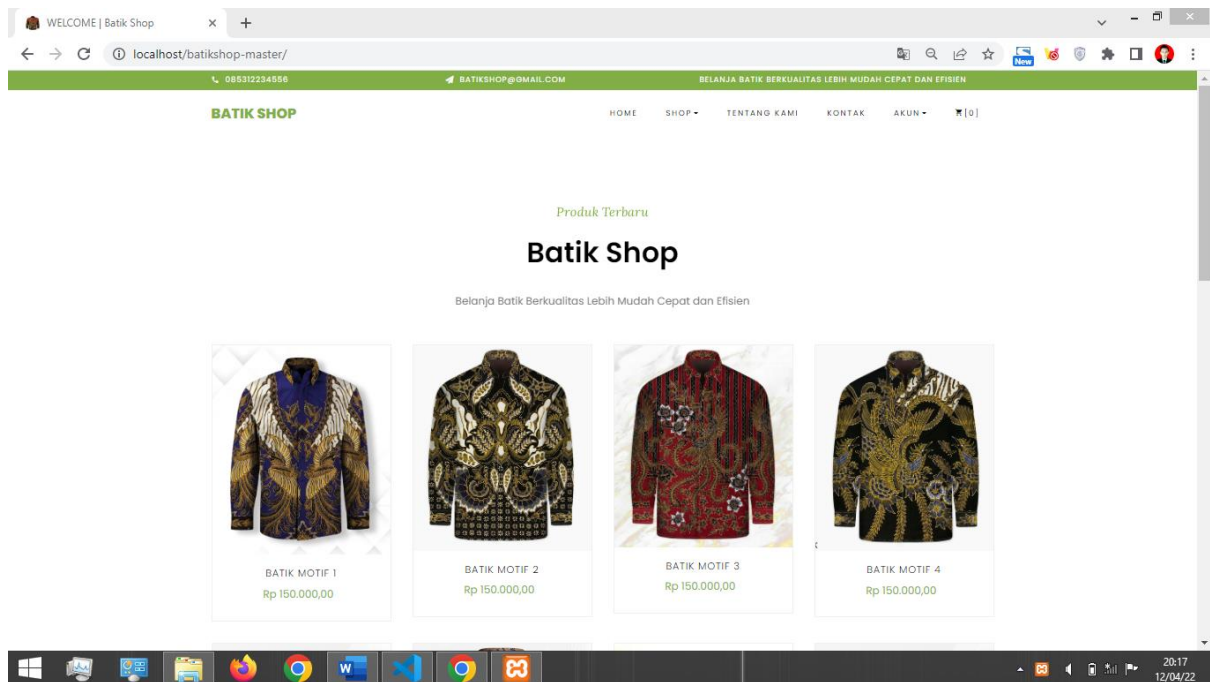 WELCOME | Batik Shop
localhost/batikshop-master/
New
085312234556 BATIKSHOP@GMAIL.COM BELANJA BATIK BERKUALITAS LEBIH MUDAH CEPAT DAN EFISIEN
BATIK SHOP HOME SHOP TENTANG KAMI KONTAK AKUN [0]
Produk Terbaru
Batik Shop
Belanja Batik Berkualitas Lebih Mudah Cepat dan Efisien
BATIK MOTIF 1 BATIK MOTIF 2 BATIK MOTIF 3 BATIK MOTIF 4
Rp 150.000,00 Rp 150.000,00 Rp 150.000,00 Rp 150.000,00
20:17
12/04/22